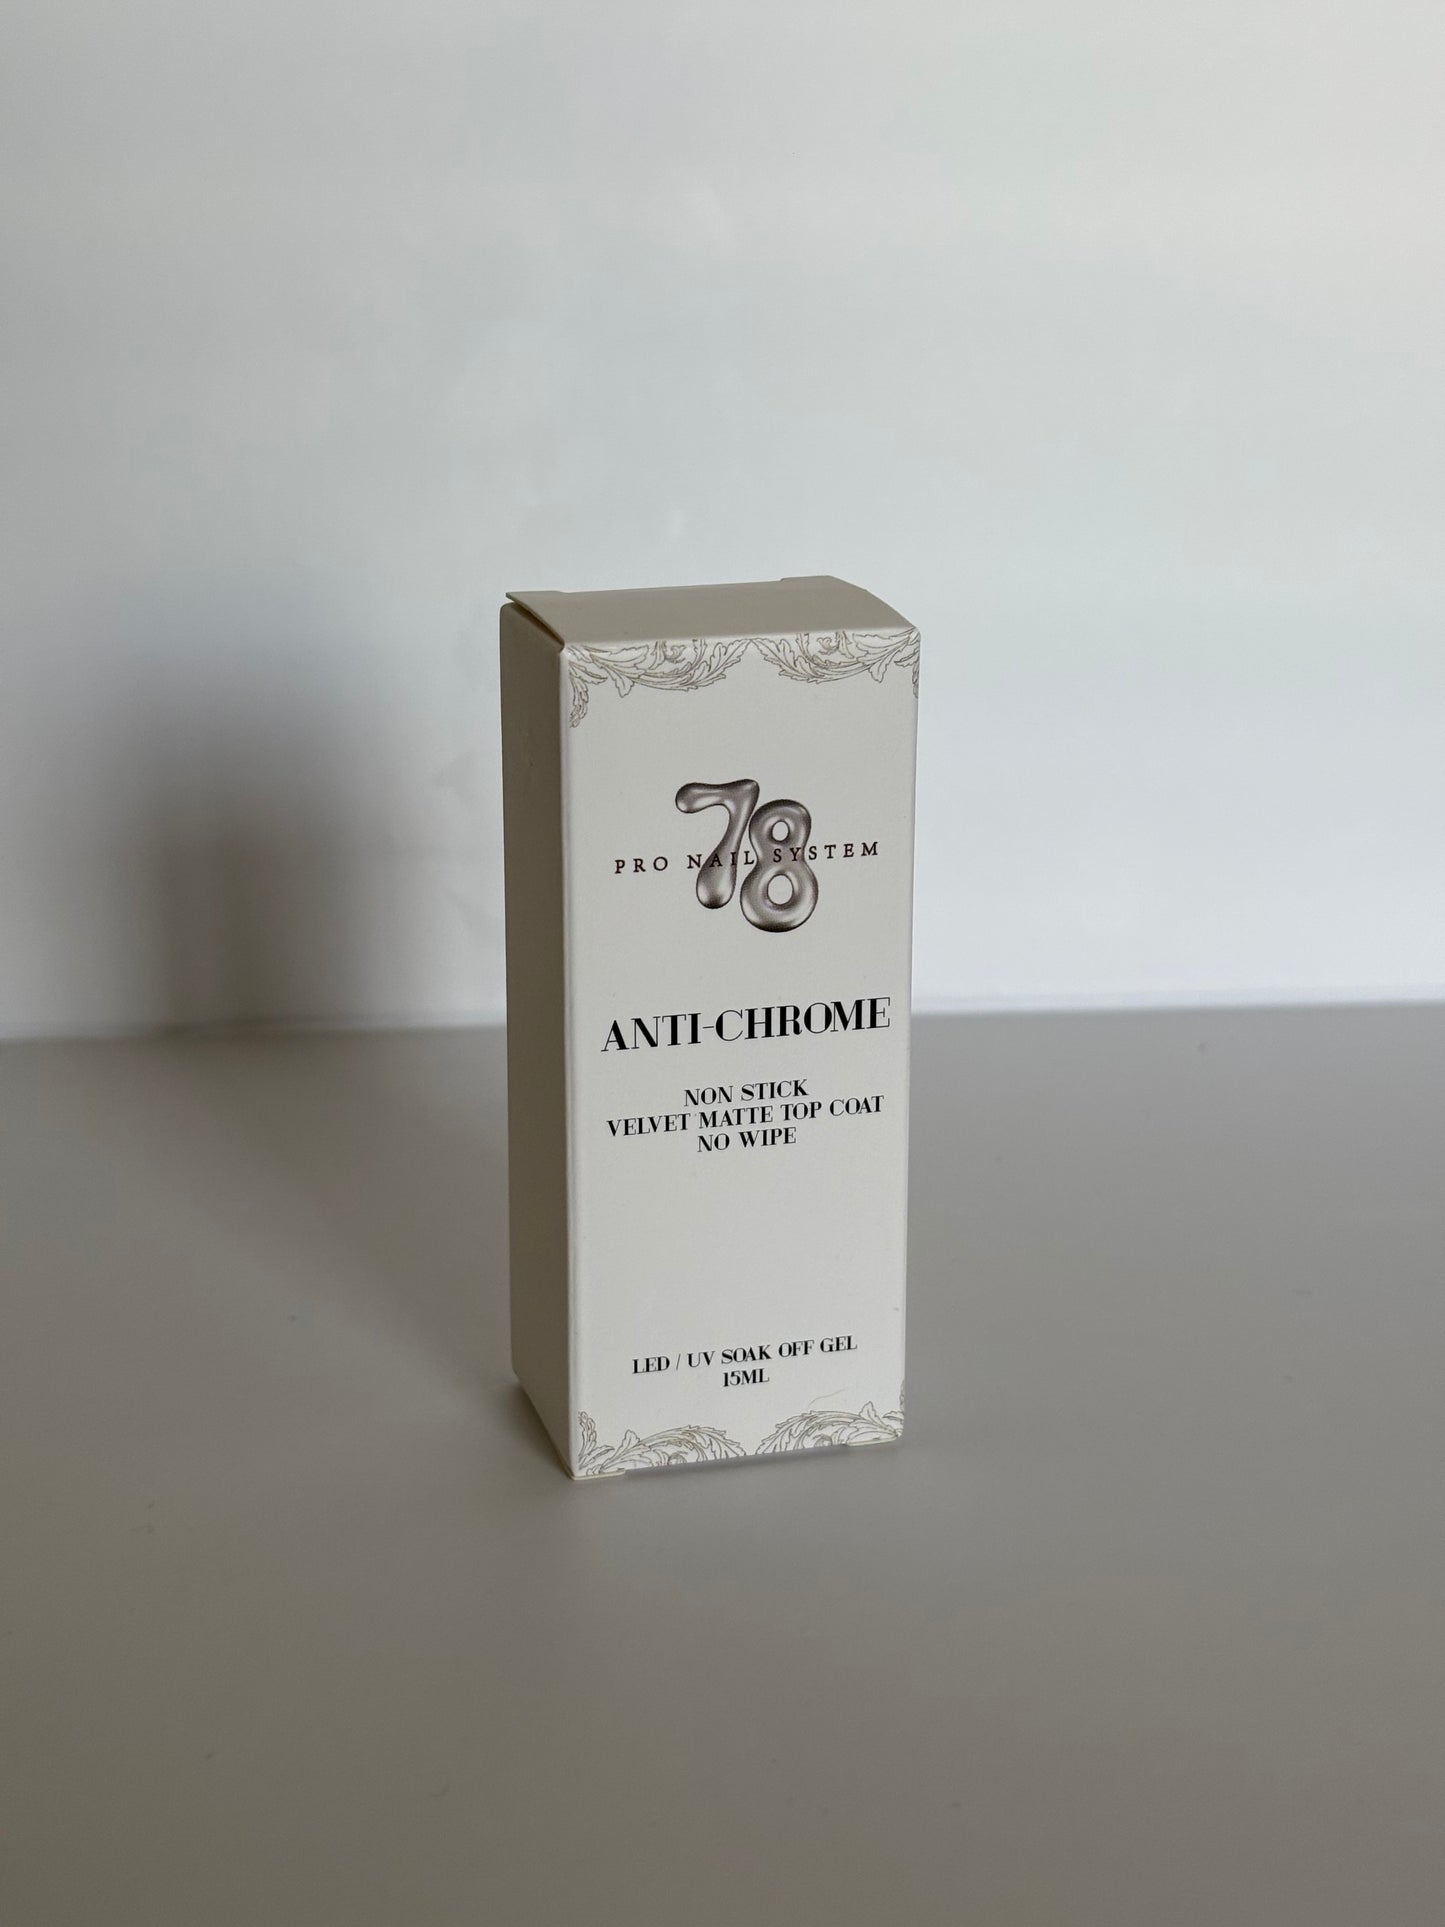 78
PRO NAIL SYSTEM
ANTI-CHROME
NON STICK
VELVET MATTE TOP COAT
NO WIPE
LED / UV SOAK OFF GEL
15ML